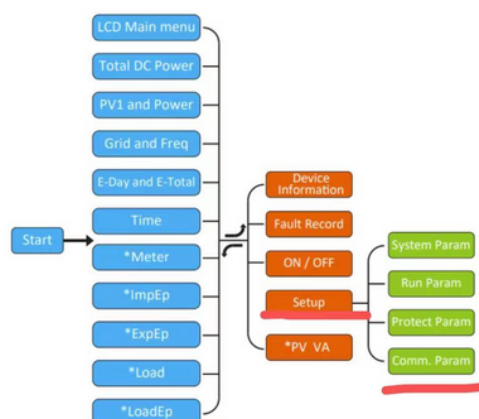 LCD Main menu
Total DC Power
PV1 and Power
Grid and Freq
E-Day and E-Total
Time
Start
*Meter
*ImpEp
*ExpEp
*Load
*LoadEp
Device
Information
Fault Record
ON / OFF
Setup
*PV VA
System Param
Run Param
Protect Param
Comm. Param